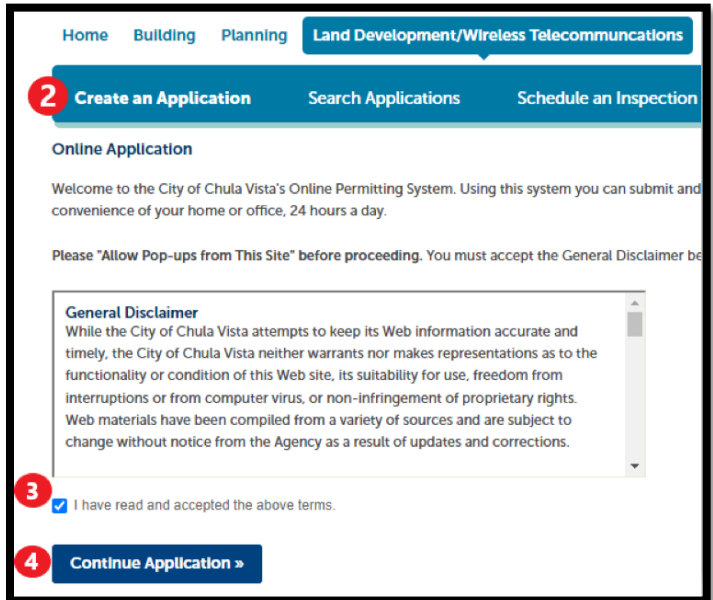 Home Building Planning Land Development/Wireless Telecommuncations
2 Create an Application Search Applications Schedule an Inspection
Online Application
Welcome to the City of Chula Vista's Online Permitting System. Using this system you can submit and
convenience of your home or office, 24 hours a day.
Please "Allow Pop-ups from This Site" before proceeding. You must accept the General Disclaimer be
General Disclaimer
While the City of Chula Vista attempts to keep its Web information accurate and
timely, the City of Chula Vista neither warrants nor makes representations as to the
functionality or condition of this Web site, its suitability for use, freedom from
interruptions or from computer virus, or non-infringement of proprietary rights.
Web materials have been compiled from a variety of sources and are subject to
change without notice from the Agency as a result of updates and corrections.
3 I have read and accepted the above terms.
4 Continue Application »